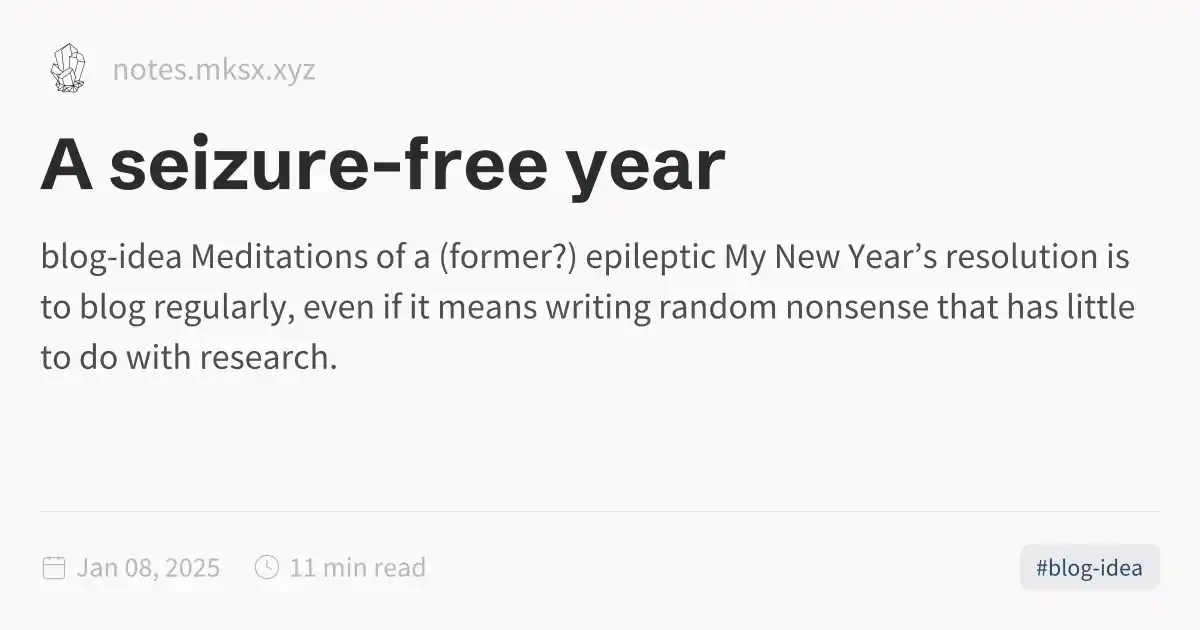 notes.mksx.xyz
A seizure-free year
blog-idea Meditations of a (former?) epileptic My New Year’s resolution is
to blog regularly, even if it means writing random nonsense that has little
to do with research.
Jan 08, 2025 11 min read #blog-idea